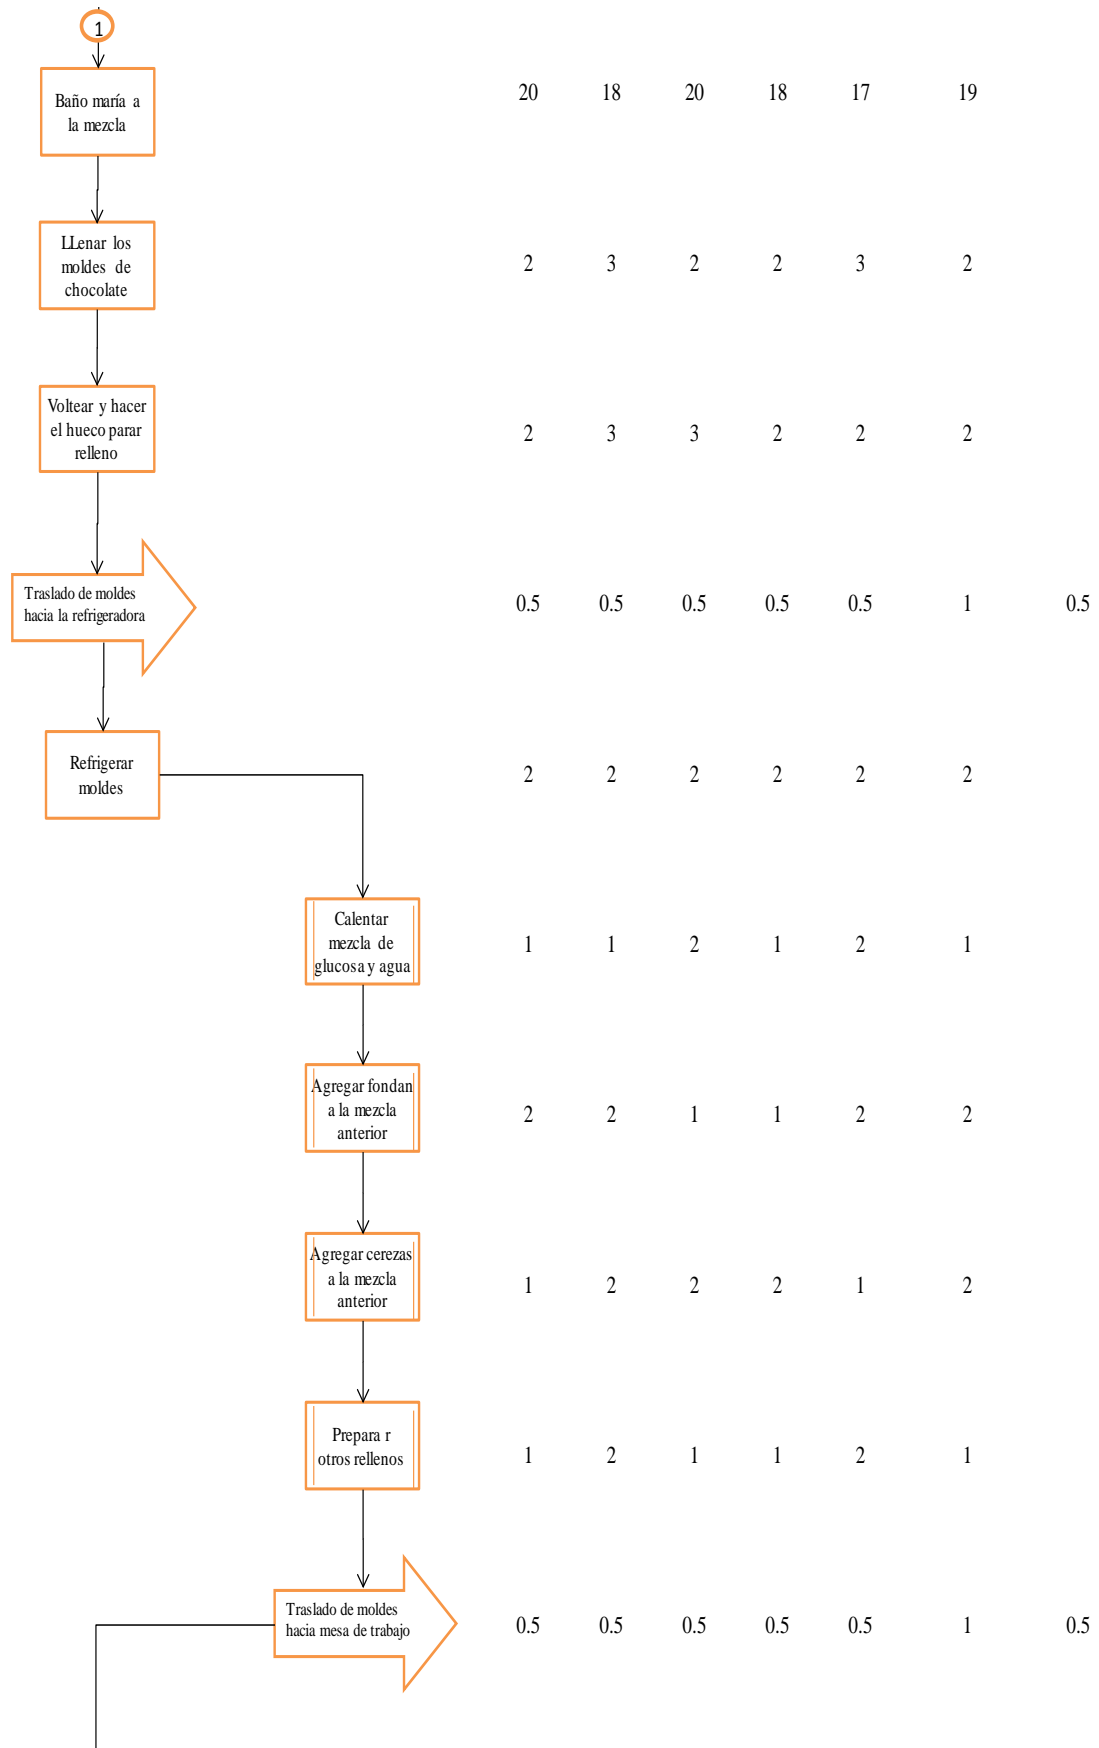 1
Baño maría a
la mezcla
20 18 20 18 17 19
LLenar los
moldes de
chocolate
2 3 2 2 3 2
Voltear y hacer
el hueco parar
relleno
2 3 3 2 2 2
Traslado de moldes
hacia la refrigeradora
0.5 0.5 0.5 0.5 0.5 1 0.5
Refrigerar
moldes
2 2 2 2 2 2
Calentar
mezcla de
glucosa y agua
1 1 2 1 2 1
Agregar fondan
a la mezcla
anterior
2 2 1 1 2 2
Agregar cerezas
a la mezcla
anterior
1 2 2 2 1 2
Prepara r
otros rellenos
1 2 1 1 2 1
Traslado de moldes
hacia mesa de trabajo
0.5 0.5 0.5 0.5 0.5 1 0.5